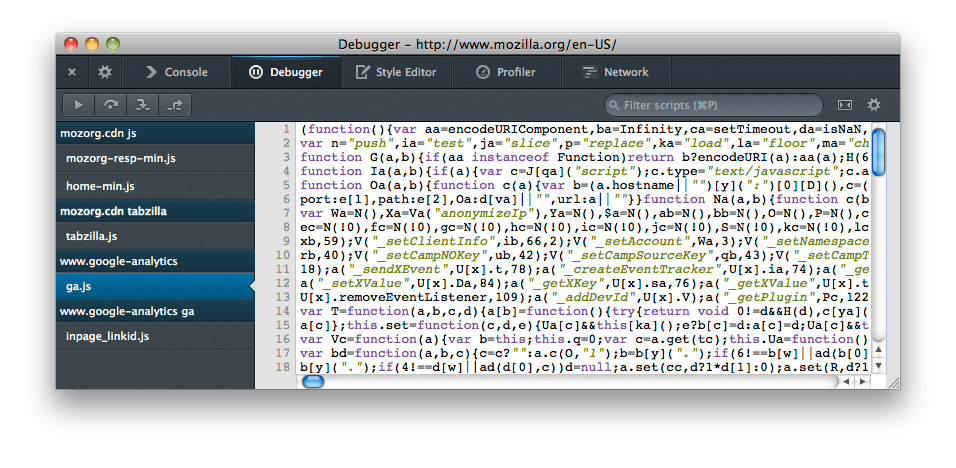 Debugger – http://www.mozilla.org/en-US/
Console
Debugger
Style Editor
Profiler
Network
Filter scripts (⌘P)
mozorg.cdn js
mozorg-resp-min.js
home-min.js
mozorg.cdn tabzilla
tabzilla.js
www.google-analytics
ga.js
www.google-analytics ga
inpage_linkid.js
1 (function(){var aa=encodeURIComponent,ba=Infinity,ca=setTimeout,da=isNaN,
2 var n="push",ia="test",ja="slice",p="replace",ka="load",la="floor",ma="ch
3 function G(a,b){if(aa instanceof Function)return b?encodeURI(a):aa(a);H(6
4 function Ia(a,b){if(a){var c=J[qa]("script");c.type="text/javascript";c.a
5 function Oa(a,b){function c(a){var b=(a.hostname||"")[y](":")[0][D](),c=(
6 port:e[1],path:e[2],Oa:d[va]||"",url:a||""}}function Na(a,b){function c(b
7 var Wa=N(),Xa=Va("anonymizeIp"),Ya=N(),$a=N(),ab=N(),bb=N(),O=N(),P=N(),c
8 ec=N(!0),fc=N(!0),gc=N(!0),hc=N(!0),ic=N(!0),jc=N(!0),S=N(!0),kc=N(!0),lc
9 xb,59);V("_setClientInfo",ib,66,2);V("_setAccount",Wa,3);V("_setNamespace
10 rb,40);V("_setCampNOKey",ub,42);V("_setCampSourceKey",qb,43);V("_setCampT
11 18);a("_sendXEvent",U[x].t,78);a("_createEventTracker",U[x].ia,74);a("_ge
12 a("_setXValue",U[x].Da,84);a("_getXKey",U[x].sa,76);a("_getXValue",U[x].t
13 U[x].removeEventListener,109);a("_addDevId",U[x].V);a("_getPlugin",Pc,122
14 var T=function(a,b,c,d){a[b]=function(){try{return void 0!=d&&H(d),c[ya](
15 a[c]};this.set=function(c,d,e){Ua[c]&&this[ka]();e?b[c]=d:a[c]=d;Ua[c]&&t
16 var Vc=function(a){var b=this;this.q=0;var c=a.get(tc);this.Ua=function()
17 var bd=function(a,b,c){c=c?"":a.c(O,"1");b=b[y](".");if(6!==b[w]||ad(b[0]
18 b[y](".");if(4!==d[w]||ad(d[0],c))d=null;a.set(cc,d?1*d[1]:0);a.set(R,d?1